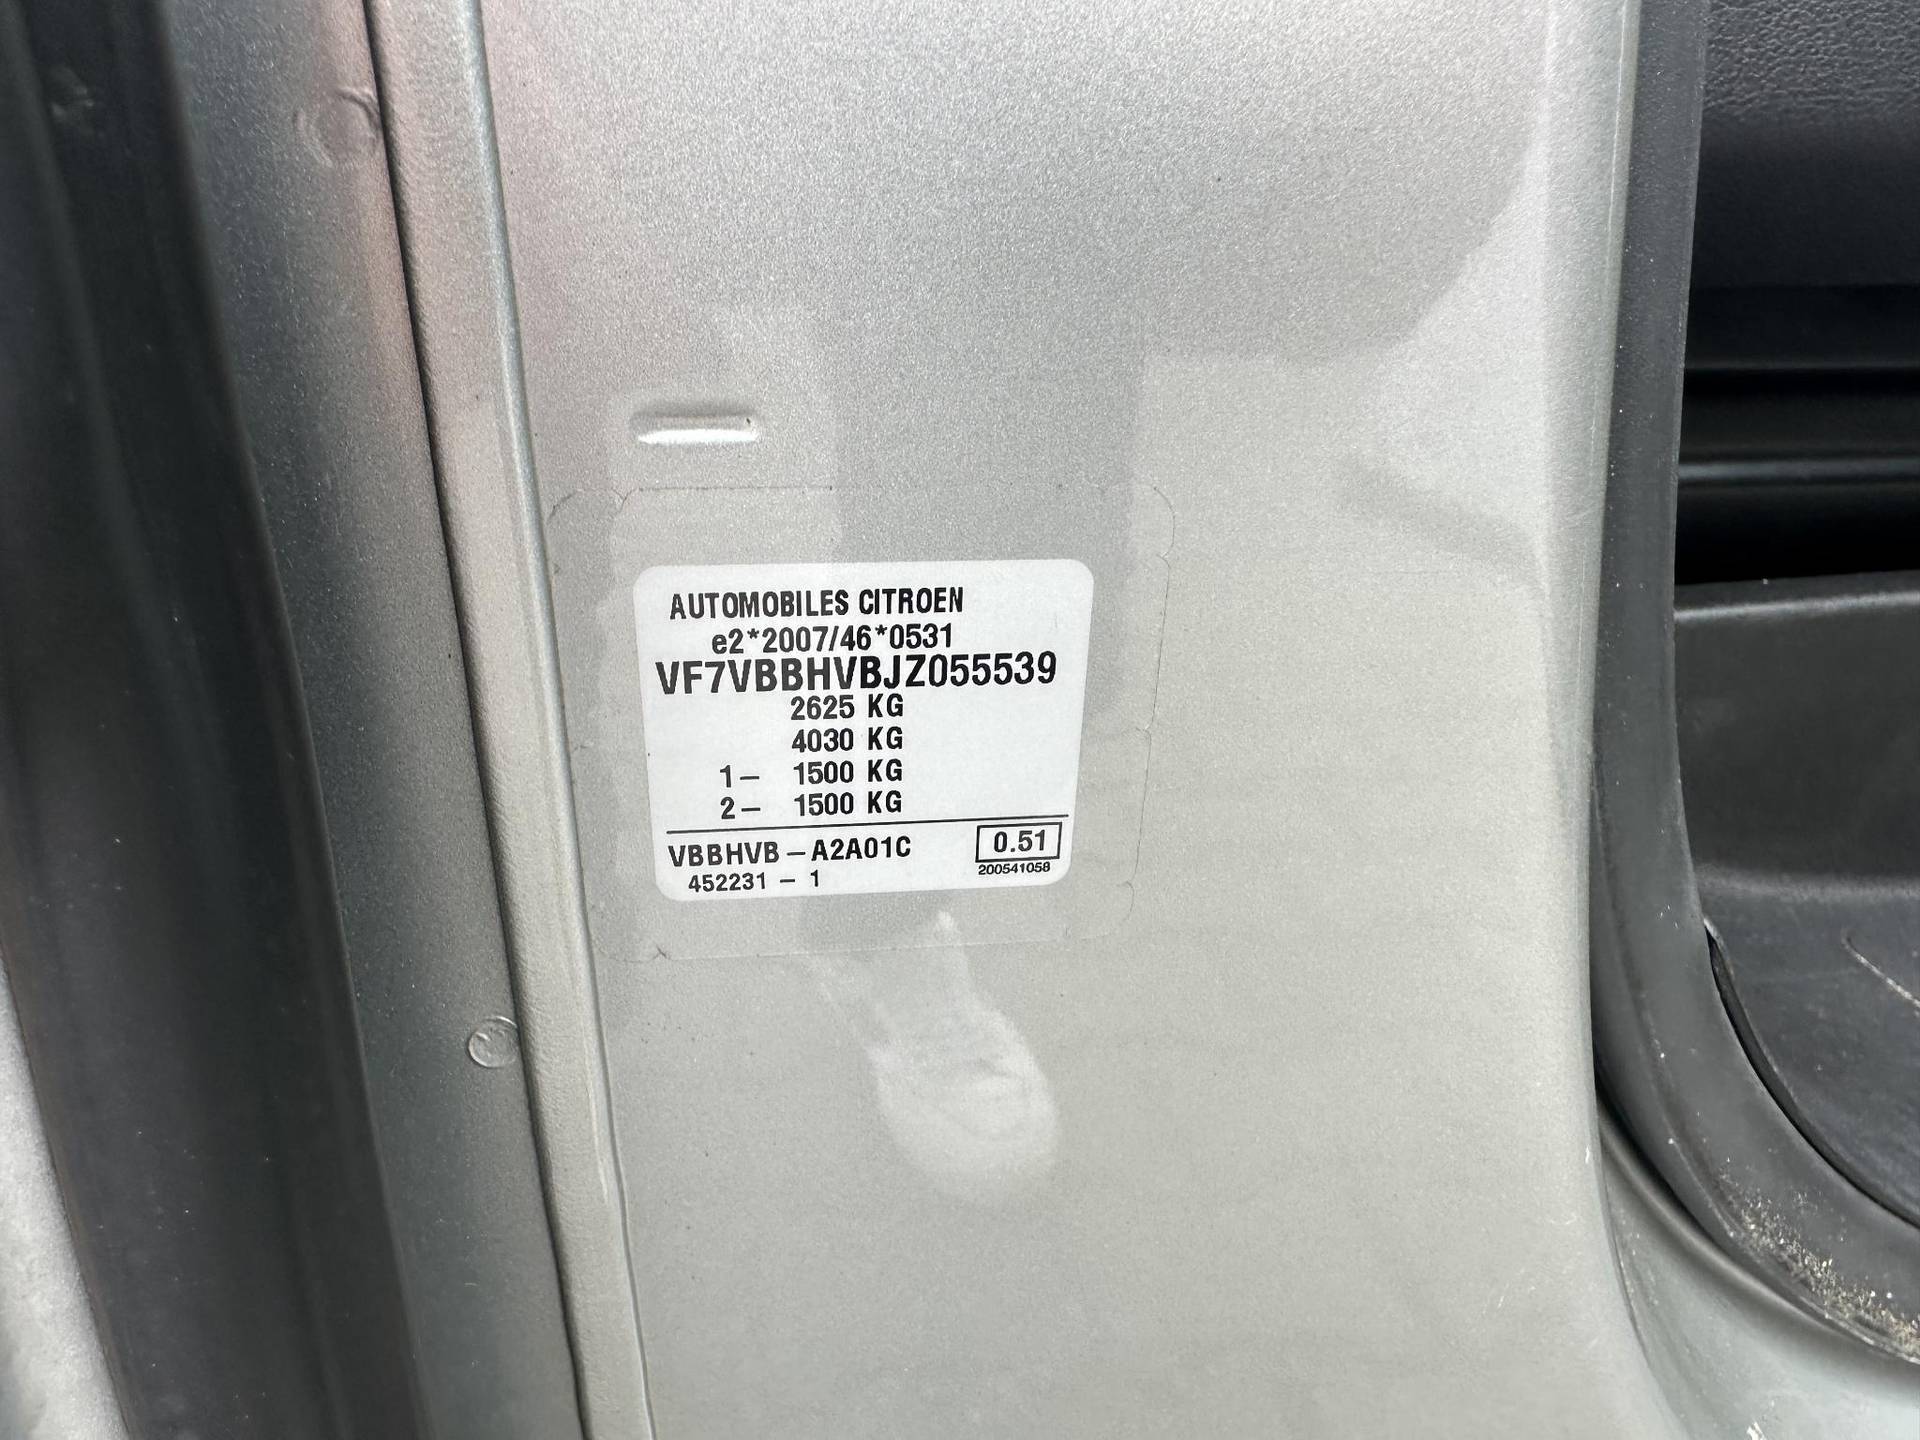 AUTOMOBILES CITROEN
e2*2007/46*0531
VF7VBBHVBJZ055539
2625 KG
4030 KG
1– 1500 KG
2– 1500 KG
VBBHVB – A2A01C 0.51
452231 – 1 200541058